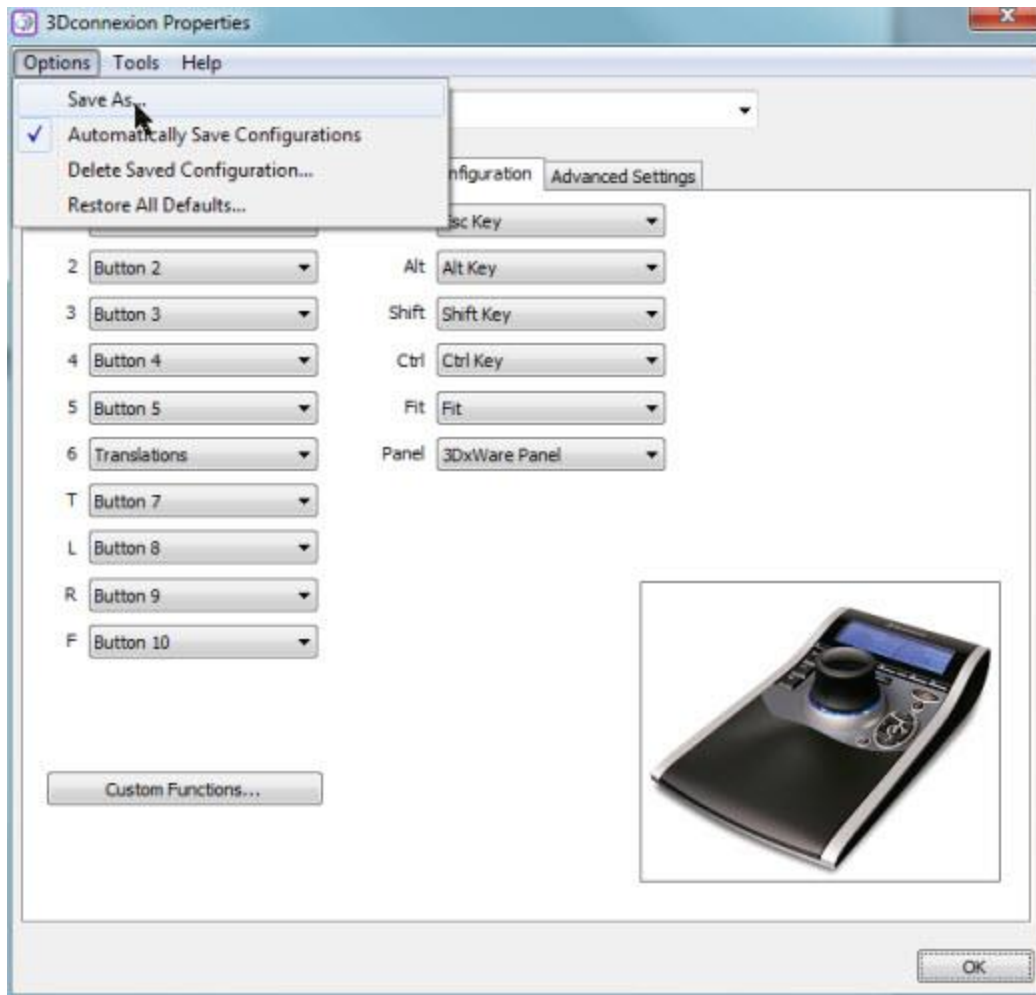 3Dconnexion Properties
Options Tools Help
Save As...
Automatically Save Configurations
Delete Saved Configuration...
Restore All Defaults...
nfiguration Advanced Settings
sc Key
2 Button 2 Alt Alt Key
3 Button 3 Shift Shift Key
4 Button 4 Ctrl Ctrl Key
5 Button 5 Fit Fit
6 Translations Panel 3DxWare Panel
T Button 7
L Button 8
R Button 9
F Button 10
Custom Functions...
OK